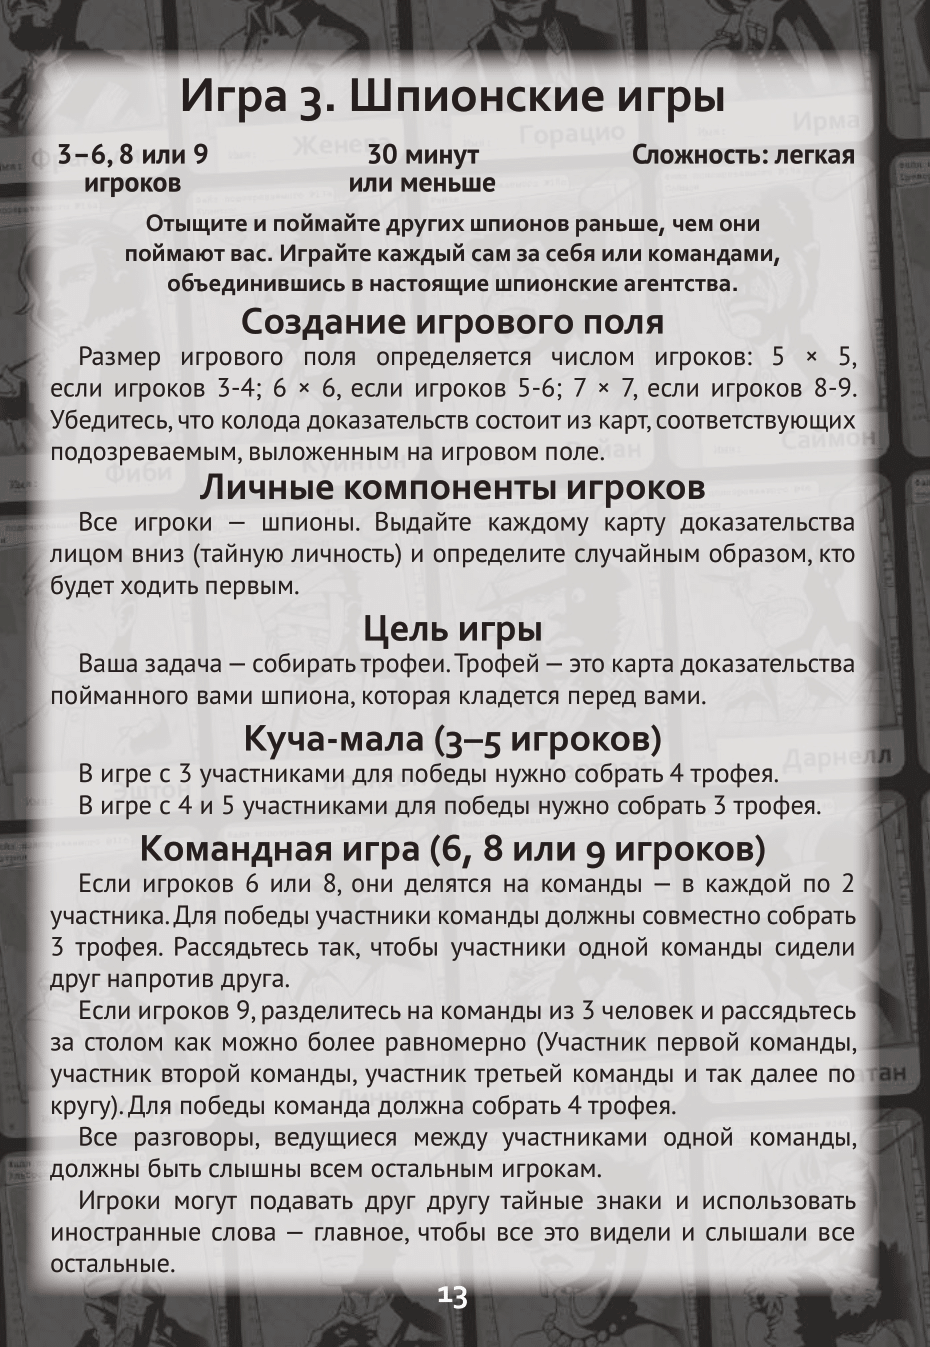 Игра 3. Шпионские игры
3–6, 8 или 9 игроков
30 минут или меньше
Сложность: легкая
Отыщите и поймайте других шпионов раньше, чем они
поймают вас. Играйте каждый сам за себя или командами,
объединившись в настоящие шпионские агентства.
Создание игрового поля
Размер игрового поля определяется числом игроков: 5 × 5,
если игроков 3-4; 6 × 6, если игроков 5-6; 7 × 7, если игроков 8-9.
Убедитесь, что колода доказательств состоит из карт, соответствующих
подозреваемым, выложенным на игровом поле.
Личные компоненты игроков
Все игроки — шпионы. Выдайте каждому карту доказательства
лицом вниз (тайную личность) и определите случайным образом, кто
будет ходить первым.
Цель игры
Ваша задача — собирать трофеи. Трофей — это карта доказательства
пойманного вами шпиона, которая кладется перед вами.
Куча-мала (3–5 игроков)
В игре с 3 участниками для победы нужно собрать 4 трофея.
В игре с 4 и 5 участниками для победы нужно собрать 3 трофея.
Командная игра (6, 8 или 9 игроков)
Если игроков 6 или 8, они делятся на команды — в каждой по 2
участника. Для победы участники команды должны совместно собрать
3 трофея. Рассядьтесь так, чтобы участники одной команды сидели
друг напротив друга.
Если игроков 9, разделитесь на команды из 3 человек и рассядьтесь
за столом как можно более равномерно (Участник первой команды,
участник второй команды, участник третьей команды и так далее по
кругу). Для победы команда должна собрать 4 трофея.
Все разговоры, ведущиеся между участниками одной команды,
должны быть слышны всем остальным игрокам.
Игроки могут подавать друг другу тайные знаки и использовать
иностранные слова — главное, чтобы все это видели и слышали все
остальные.
13
Женева
Горацио
Ирма
Фиби
Куинтон
Саймон
Эштон
Дарнелл
Линнетт
Маркус